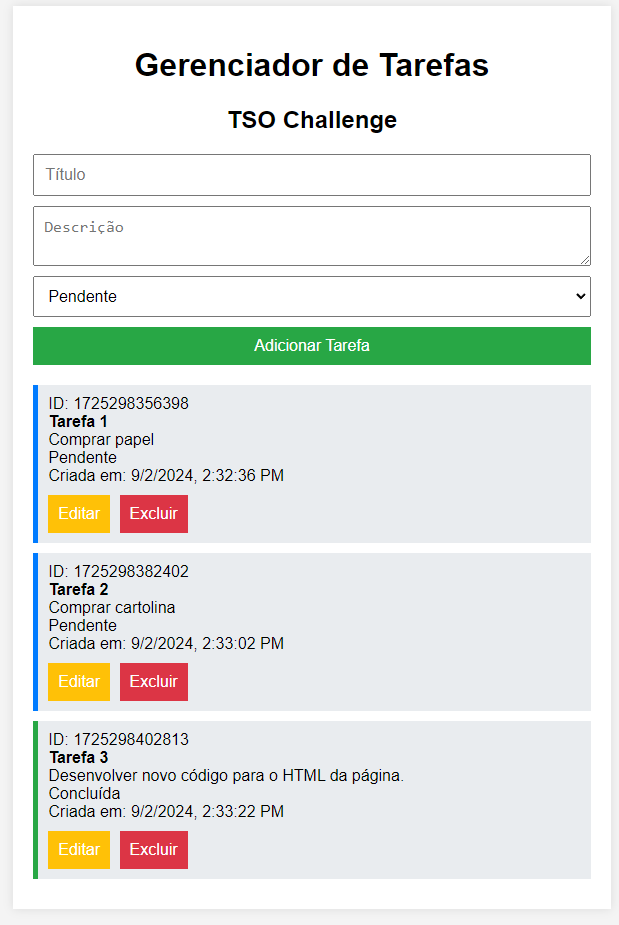 Gerenciador de Tarefas
TSO Challenge
Título
Descrição
Pendente
Adicionar Tarefa
ID: 1725298356398
Tarefa 1
Comprar papel
Pendente
Criada em: 9/2/2024, 2:32:36 PM
Editar Excluir
ID: 1725298382402
Tarefa 2
Comprar cartolina
Pendente
Criada em: 9/2/2024, 2:33:02 PM
Editar Excluir
ID: 1725298402813
Tarefa 3
Desenvolver novo código para o HTML da página.
Concluída
Criada em: 9/2/2024, 2:33:22 PM
Editar Excluir